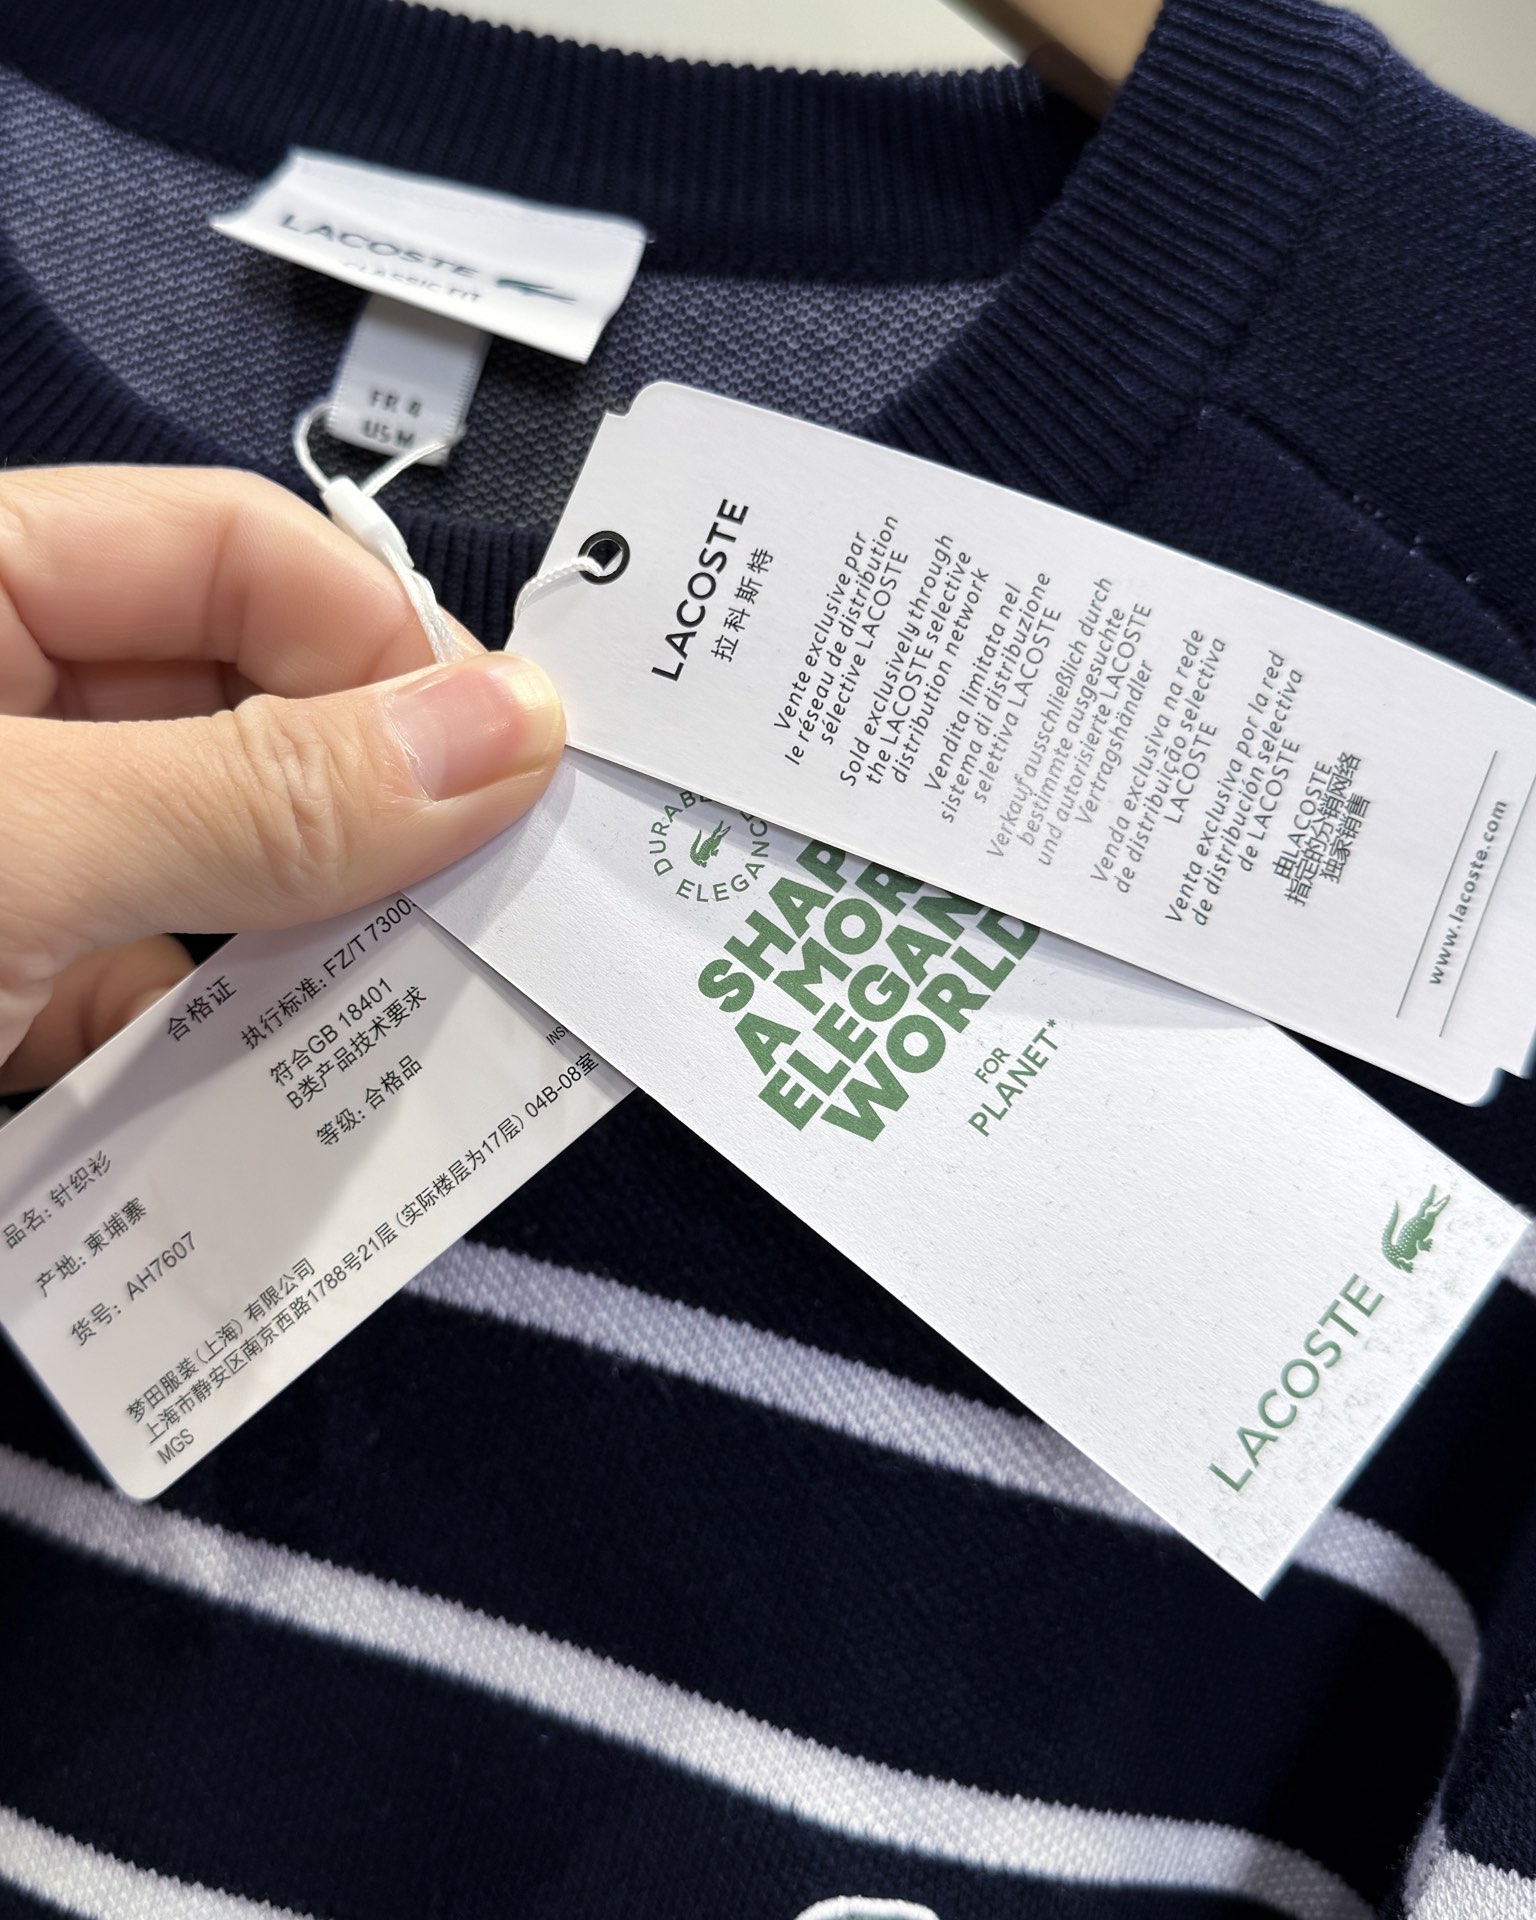 LACOSTE
CLASSIC FIT
FR 4
US M
LACOSTE
拉科斯特
Vente exclusive par
le réseau de distribution
sélective LACOSTE
Sold exclusively through
the LACOSTE selective
distribution network
Vendita limitata nel
sistema di distribuzione
selettiva LACOSTE
Verkauf ausschließlich durch
bestimmte ausgesuchte
und autorisierte LACOSTE
Vertragshändler
Venda exclusiva na rede
de distribuição selectiva
LACOSTE
Venta exclusiva por la red
de distribución selectiva
de LACOSTE
由LACOSTE
指定的分销网络
独家销售
www.lacoste.com
ELEGANCE
SHAPE
A MORE
ELEGANT
WORLD
FOR
PLANET*
LACOSTE
合格证
执行标准: FZ/T 7300
符合GB 18401
B类产品技术要求
等级: 合格品
品名: 针织衫
产地: 柬埔寨
货号: AH7607
梦田服装(上海)有限公司
上海市静安区南京西路1788号21层 (实际楼层为17层) 04B-08室
MGS